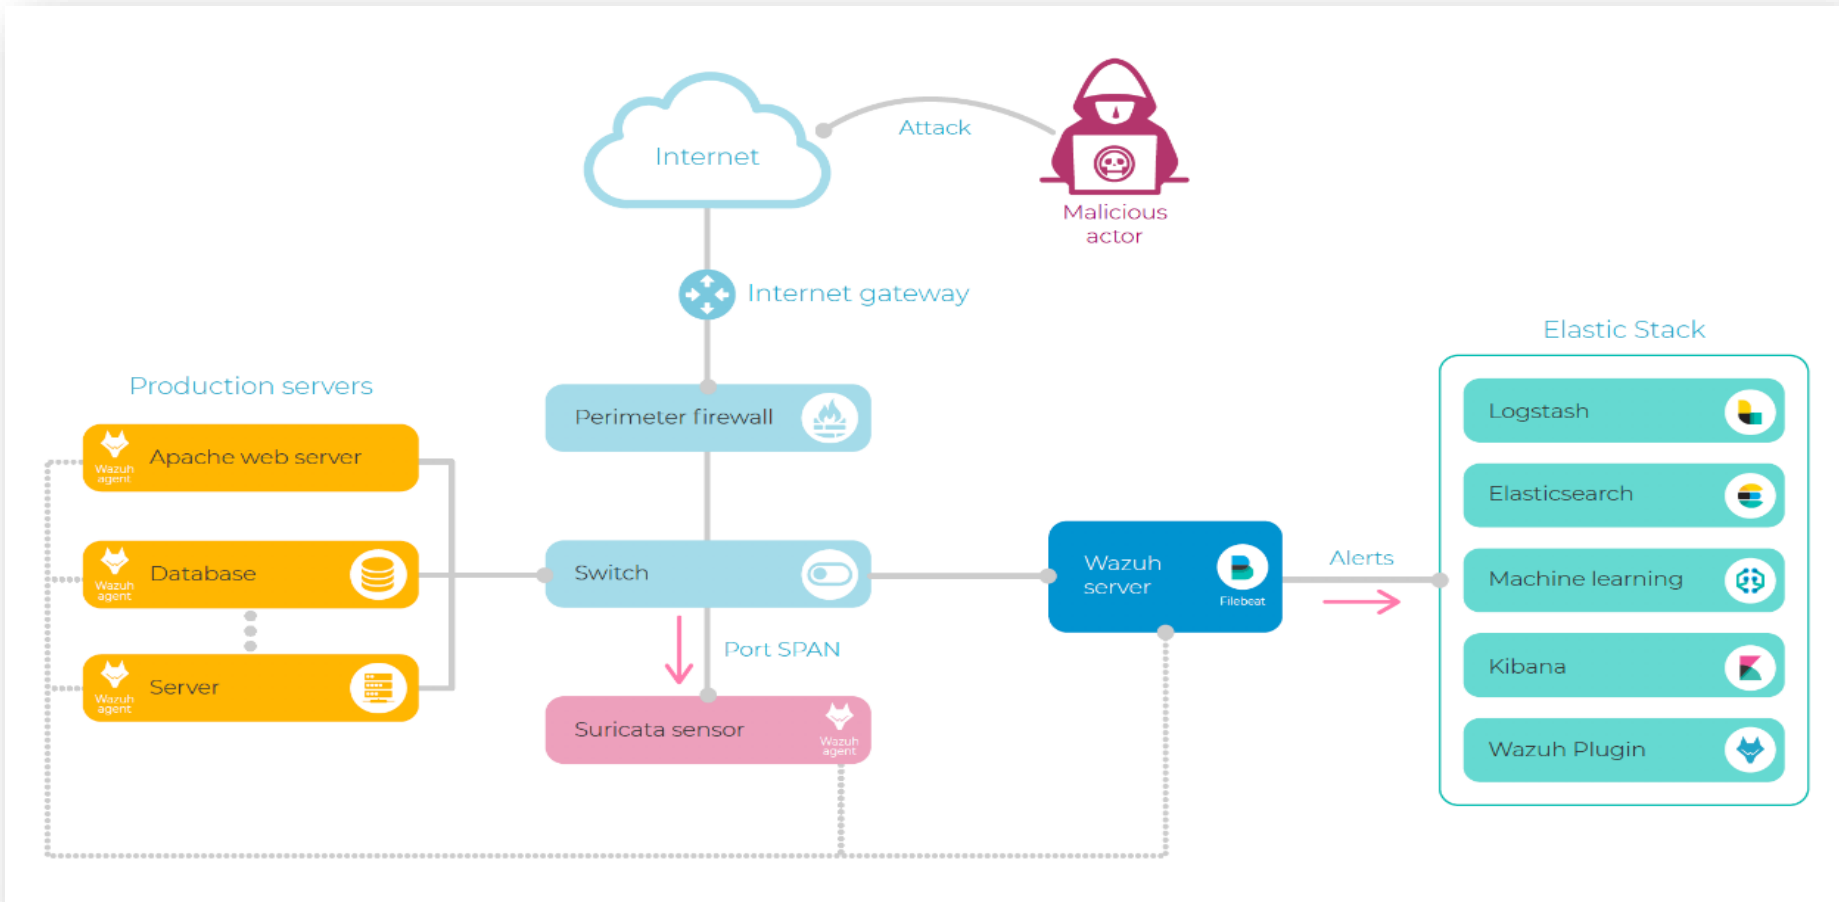 Internet
Attack
Malicious
actor
Internet gateway
Elastic Stack
Production servers
Perimeter firewall
Logstash
Wazuh
agent
Apache web server
Elasticsearch
Wazuh
agent
Database
Switch
Wazuh
server
Filebeat
Alerts
Machine learning
Port SPAN
Kibana
Wazuh
agent
Server
Suricata sensor
Wazuh
agent
Wazuh Plugin